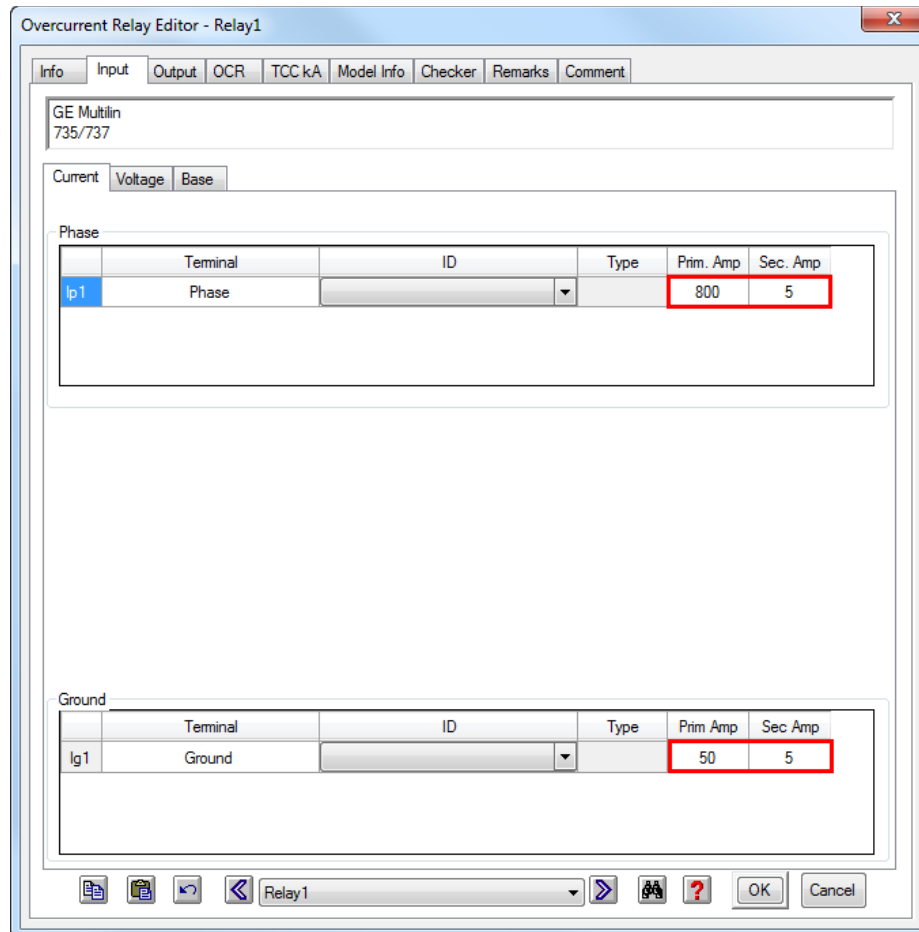 Overcurrent Relay Editor - Relay1
Info Input Output OCR TCC kA Model Info Checker Remarks Comment
GE Multilin
735/737
Current Voltage Base
Phase
Terminal ID Type Prim. Amp Sec. Amp
Ip1 Phase 800 5
Ground
Terminal ID Type Prim Amp Sec Amp
Ig1 Ground 50 5
Relay1 ? OK Cancel